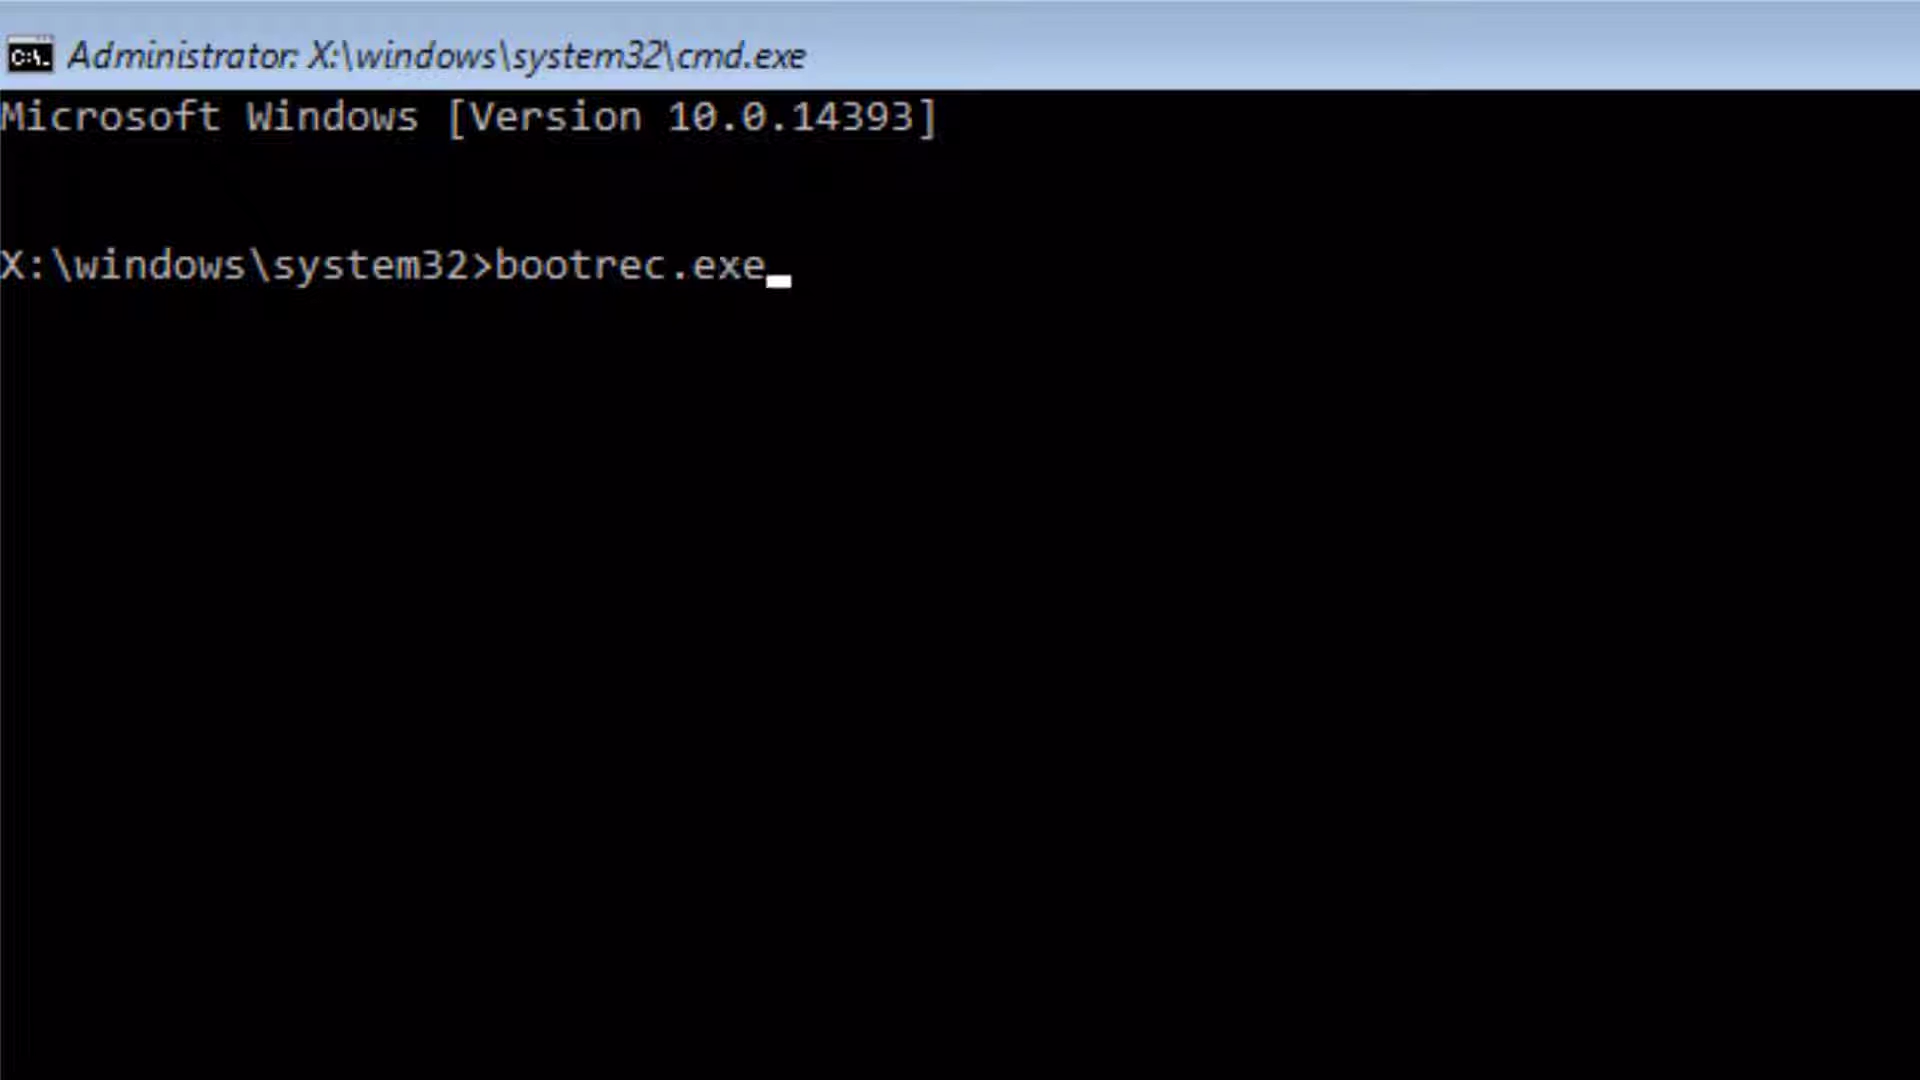 Administrator: X:\windows\system32\cmd.exe
Microsoft Windows [Version 10.0.14393]
X:\windows\system32>bootrec.exe